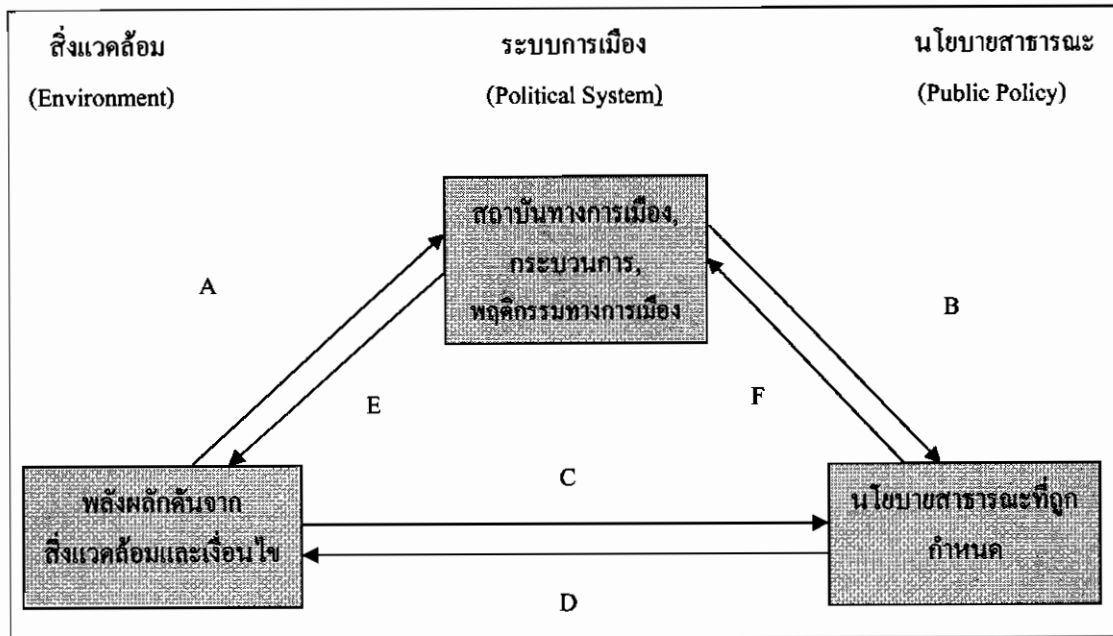 สิ่งแวดล้อม ระบบการเมือง นโยบายสาธารณะ
(Environment) (Political System) (Public Policy)
สถาบันทางการเมือง,
กระบวนการ,
พฤติกรรมทางการเมือง
A
B
E
F
พลังผลักดันจาก
สิ่งแวดล้อมและเงื่อนไข
C
นโยบายสาธารณะที่ถูก
กำหนด
D